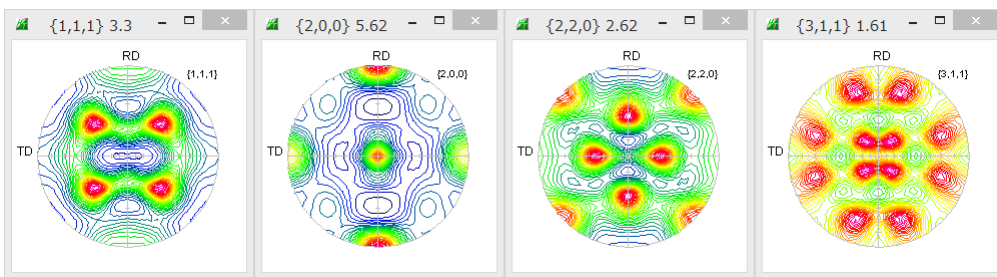 {1,1,1} 3.3
RD
{1,1,1}
TD
{2,0,0} 5.62
RD
{2,0,0}
TD
{2,2,0} 2.62
RD
{2,2,0}
TD
{3,1,1} 1.61
RD
{3,1,1}
TD